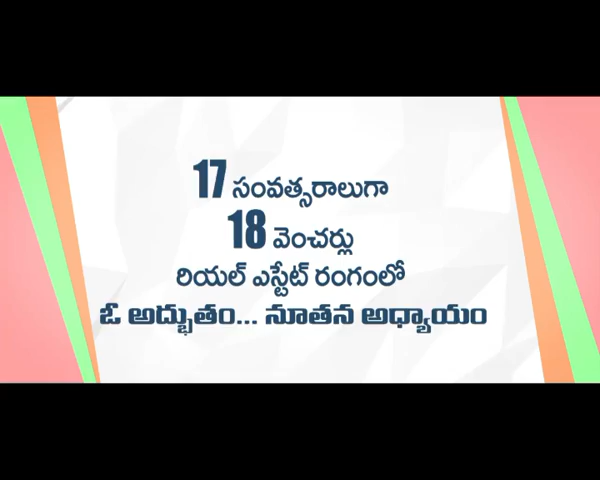 17 సంవత్సరాలుగా
18 వెంచర్లు
రియల్ ఎస్టేట్ రంగంలో
ఓ అద్భుతం... నూతన అధ్యాయం